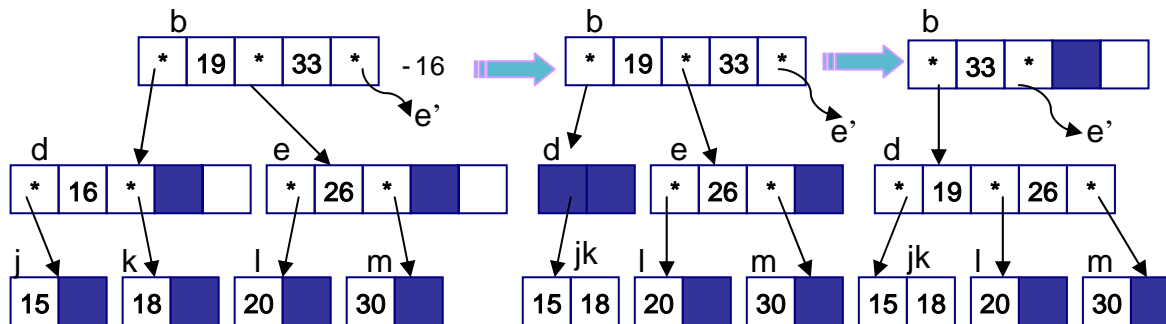 b b b
* 19 * 33 * -16 * 19 * 33 * * 33 *
e’ e’ e’
d e d e d
* 16 * * 26 * * 26 * * 19 * 26 *
j k l m jk l m jk l m
15 18 20 30 15 18 20 30 15 18 20 30